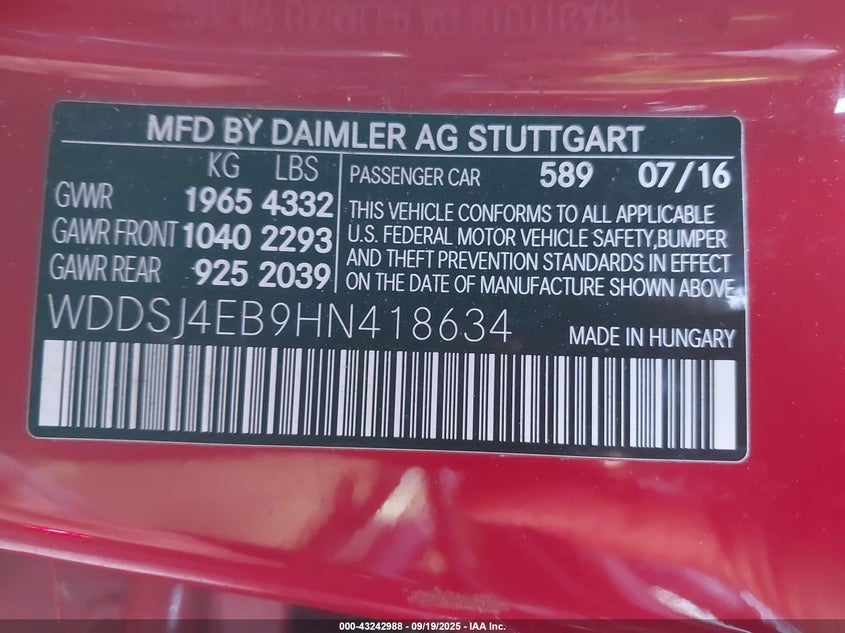 MFD BY DAIMLER AG STUTTGART
KG LBS
GVWR 1965 4332
GAWR FRONT 1040 2293
GAWR REAR 925 2039
PASSENGER CAR 589 07/16
THIS VEHICLE CONFORMS TO ALL APPLICABLE
U.S. FEDERAL MOTOR VEHICLE SAFETY,BUMPER
AND THEFT PREVENTION STANDARDS IN EFFECT
ON THE DATE OF MANUFACTURE SHOWN ABOVE
WDDSJ4EB9HN418634
MADE IN HUNGARY
000-43242988 - 09/19/2025 - IAA Inc.